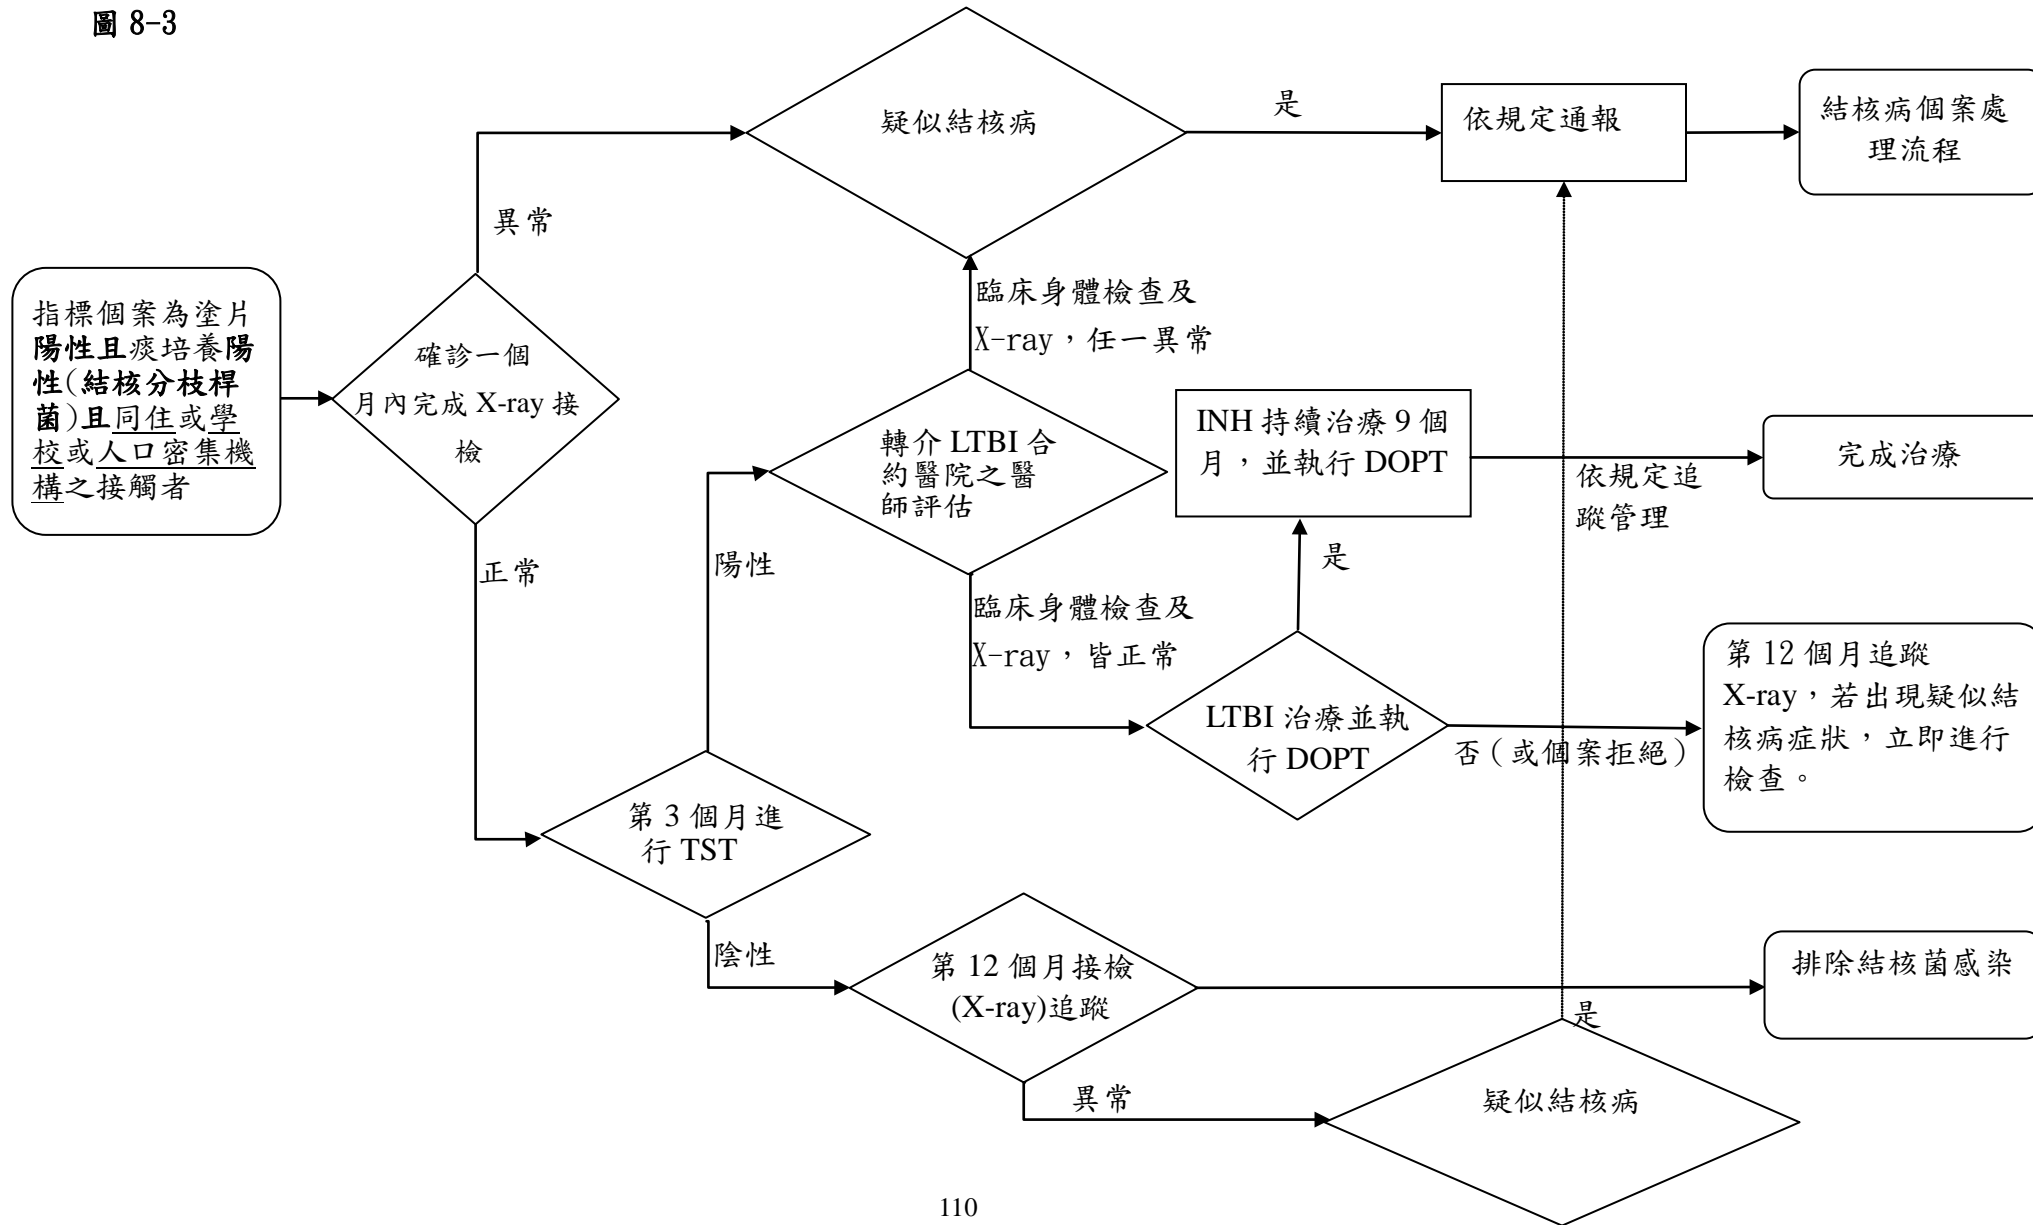 圖 8-3
疑似結核病
是
依規定通報
結核病個案處
理流程
異常
指標個案為塗片
陽性且痰培養陽
性(結核分枝桿
菌)且同住或學
校或人口密集機
構之接觸者
確診一個
月內完成 X-ray 接
檢
臨床身體檢查及
X-ray，任一異常
轉介 LTBI 合
約醫院之醫
師評估
INH 持續治療 9 個
月，並執行 DOPT
依規定追
蹤管理
完成治療
正常
陽性
是
臨床身體檢查及
X-ray，皆正常
LTBI 治療並執
行 DOPT
否（或個案拒絕）
第 12 個月追蹤
X-ray，若出現疑似結
核病症狀，立即進行
檢查。
第 3 個月進
行 TST
陰性
第 12 個月接檢
(X-ray)追蹤
排除結核菌感染
是
異常
疑似結核病
110